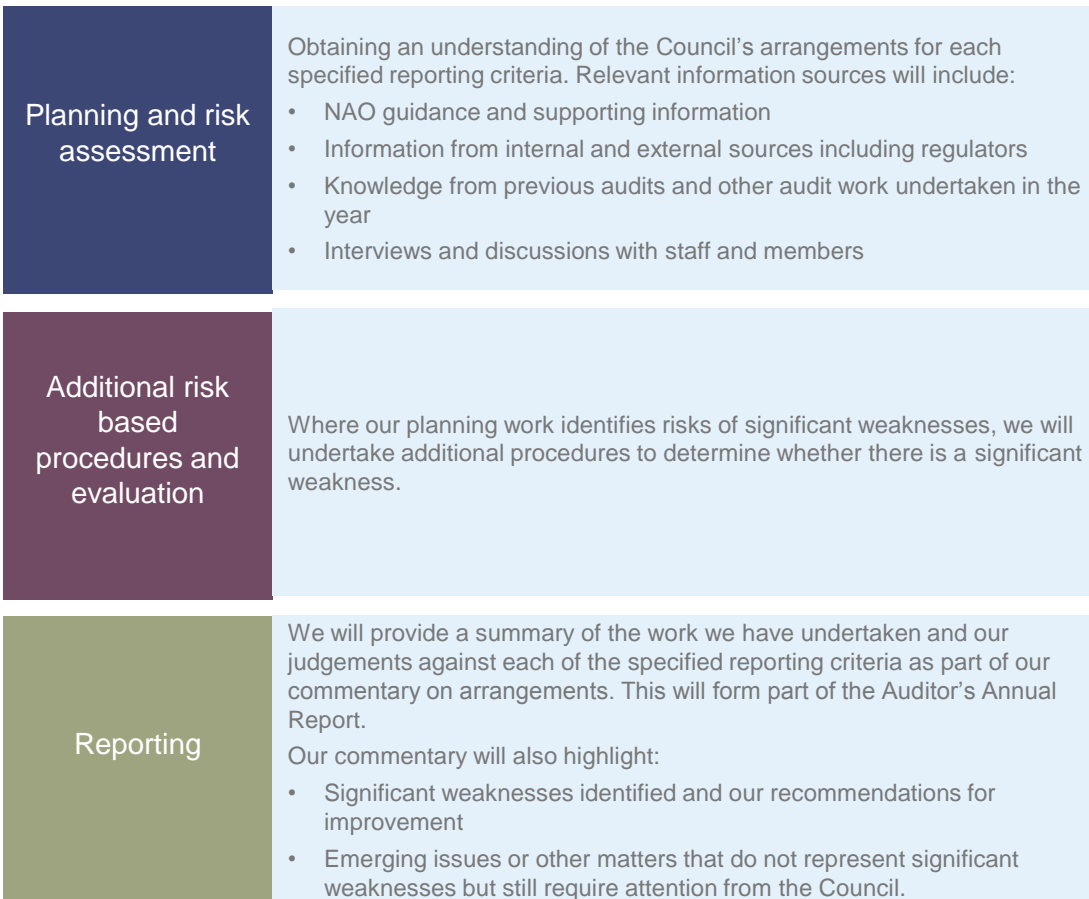 Planning and risk
assessment
Obtaining an understanding of the Council’s arrangements for each
specified reporting criteria. Relevant information sources will include:
• NAO guidance and supporting information
• Information from internal and external sources including regulators
• Knowledge from previous audits and other audit work undertaken in the
year
• Interviews and discussions with staff and members
Additional risk
based
procedures and
evaluation
Where our planning work identifies risks of significant weaknesses, we will
undertake additional procedures to determine whether there is a significant
weakness.
Reporting
We will provide a summary of the work we have undertaken and our
judgements against each of the specified reporting criteria as part of our
commentary on arrangements. This will form part of the Auditor’s Annual
Report.
Our commentary will also highlight:
• Significant weaknesses identified and our recommendations for
improvement
• Emerging issues or other matters that do not represent significant
weaknesses but still require attention from the Council.